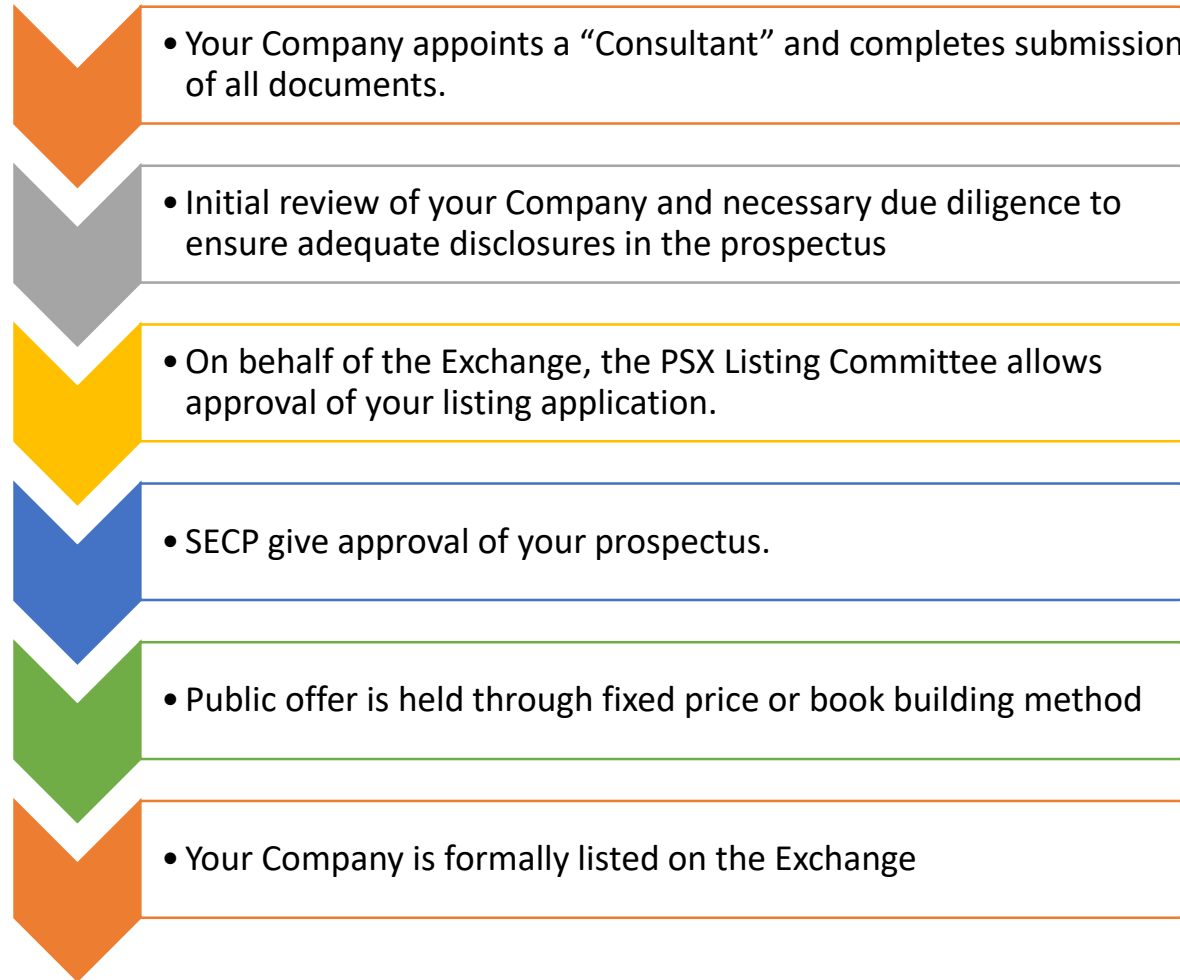 • Your Company appoints a “Consultant” and completes submission
of all documents.
• Initial review of your Company and necessary due diligence to
ensure adequate disclosures in the prospectus
• On behalf of the Exchange, the PSX Listing Committee allows
approval of your listing application.
• SECP give approval of your prospectus.
• Public offer is held through fixed price or book building method
• Your Company is formally listed on the Exchange